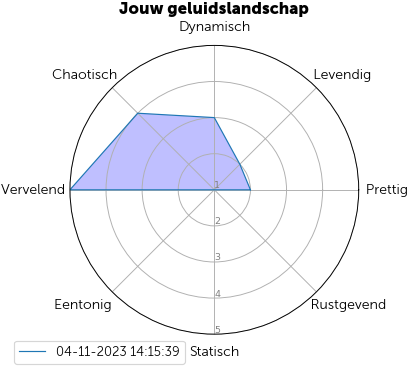 Jouw geluidslandschap
Dynamisch
Chaotisch
Levendig
Vervelend
1
Prettig
2
3
4
Eentonig
Rustgevend
5
04-11-2023 14:15:39
Statisch